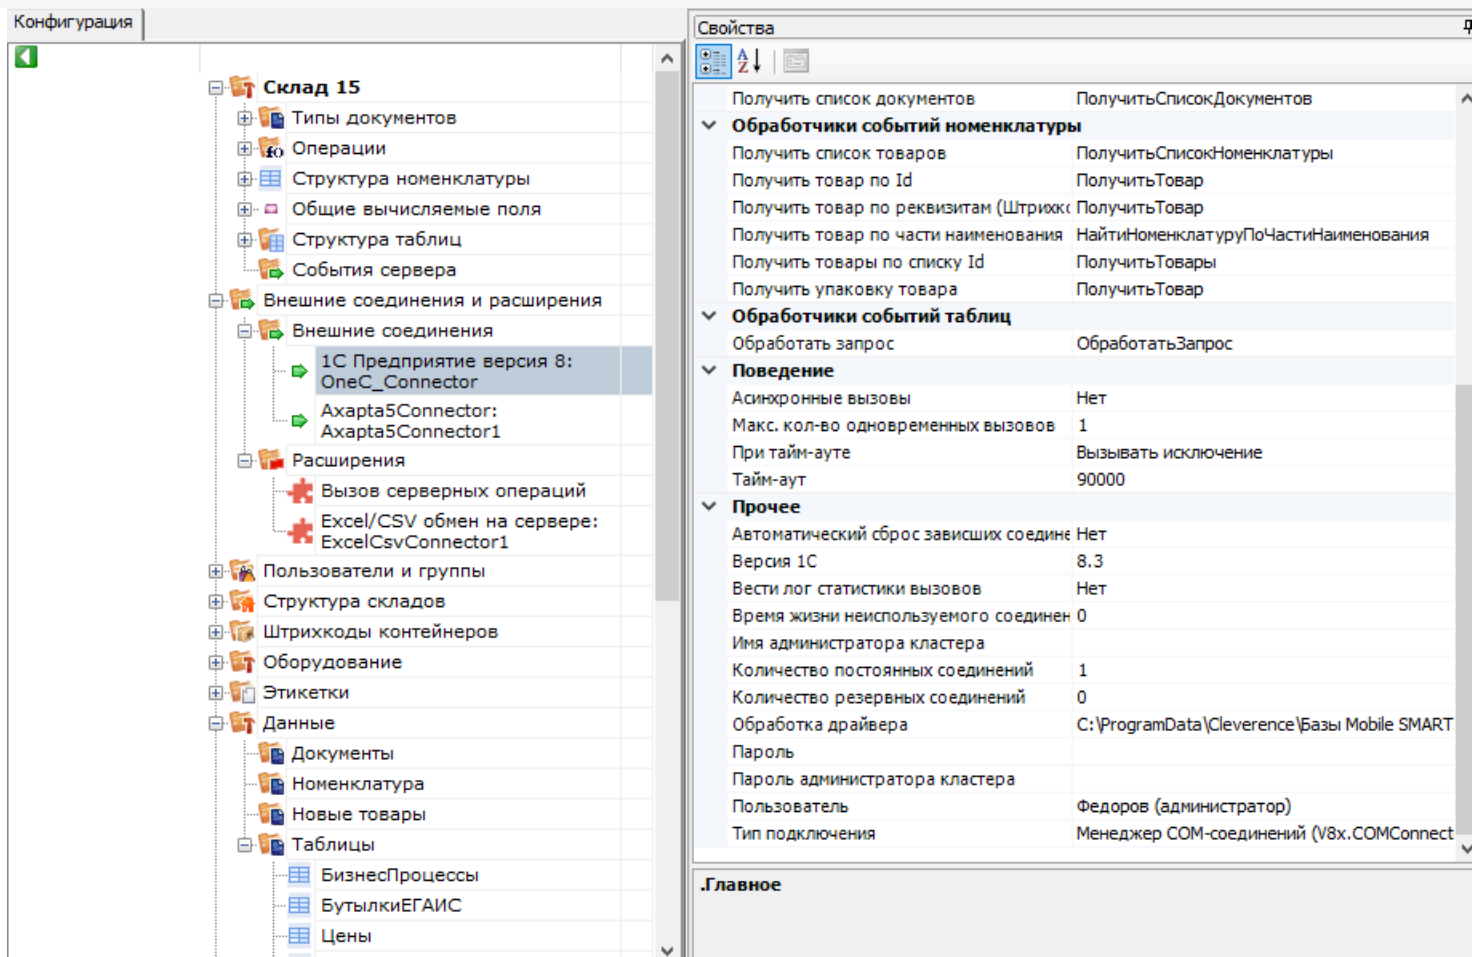 Конфигурация
Склад 15
Типы документов
Операции
Структура номенклатуры
Общие вычисляемые поля
Структура таблиц
События сервера
Внешние соединения и расширения
Внешние соединения
1С Предприятие версия 8:
OneC_Connector
Axapta5Connector:
Axapta5Connector1
Расширения
Вызов серверных операций
Excel/CSV обмен на сервере:
ExcelCsvConnector1
Пользователи и группы
Структура складов
Штрихкоды контейнеров
Оборудование
Этикетки
Данные
Документы
Номенклатура
Новые товары
Таблицы
БизнесПроцессы
БутылкиЕГАИС
Цены
Свойства
Получить список документов ПолучитьСписокДокументов
Обработчики событий номенклатуры
Получить список товаров ПолучитьСписокНоменклатуры
Получить товар по Id ПолучитьТовар
Получить товар по реквизитам (Штрихкс ПолучитьТовар
Получить товар по части наименования НайтиНоменклатуруПоЧастиНаименования
Получить товары по списку Id ПолучитьТовары
Получить упаковку товара ПолучитьТовар
Обработчики событий таблиц
Обработать запрос ОбработатьЗапрос
Поведение
Асинхронные вызовы Нет
Макс. кол-во одновременных вызовов 1
При тайм-ауте Вызывать исключение
Тайм-аут 90000
Прочее
Автоматический сброс зависших соедине Нет
Версия 1С 8.3
Вести лог статистики вызовов Нет
Время жизни неиспользуемого соединен 0
Имя администратора кластера
Количество постоянных соединений 1
Количество резервных соединений 0
Обработка драйвера C:\ProgramData\Cleverence\Базы Mobile SMART
Пароль
Пароль администратора кластера
Пользователь Федоров (администратор)
Тип подключения Менеджер COM-соединений (V8x.COMConnect
.Главное